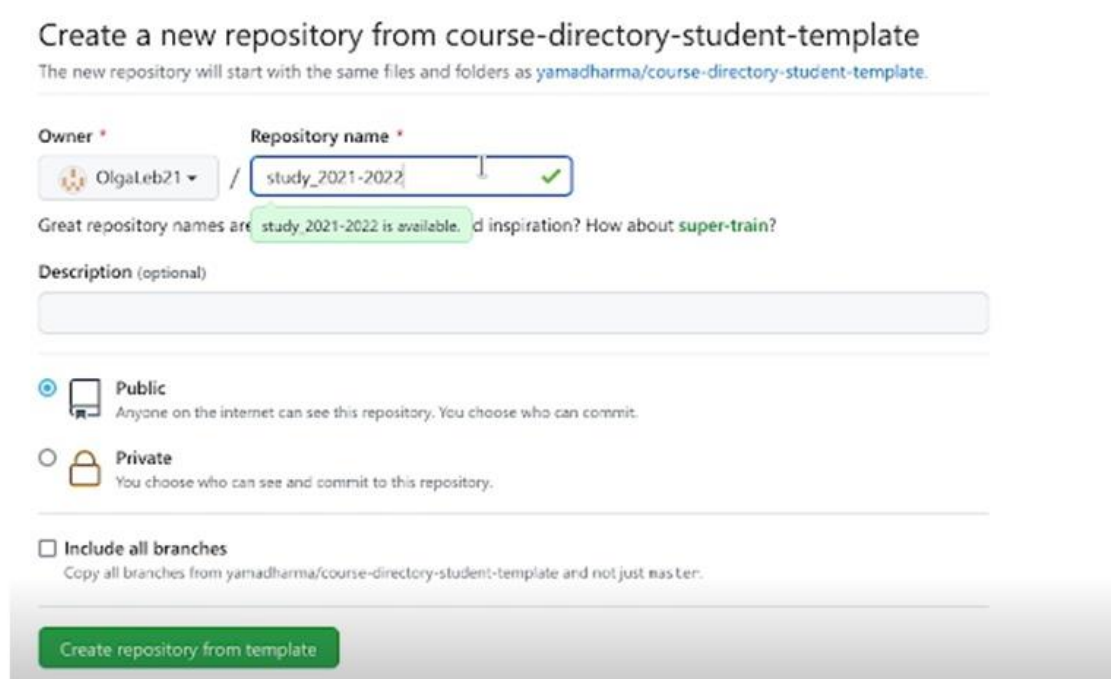 Create a new repository from course-directory-student-template
The new repository will start with the same files and folders as yamadharma/course-directory-student-template.
Owner * Repository name *
OlgaLeb21 / study_2021-2022
Great repository names are d inspiration? How about super-train?
study_2021-2022 is available.
Description (optional)
Public
Anyone on the internet can see this repository. You choose who can commit.
Private
You choose who can see and commit to this repository.
Include all branches
Copy all branches from yamadharma/course-directory-student-template and not just master.
Create repository from template